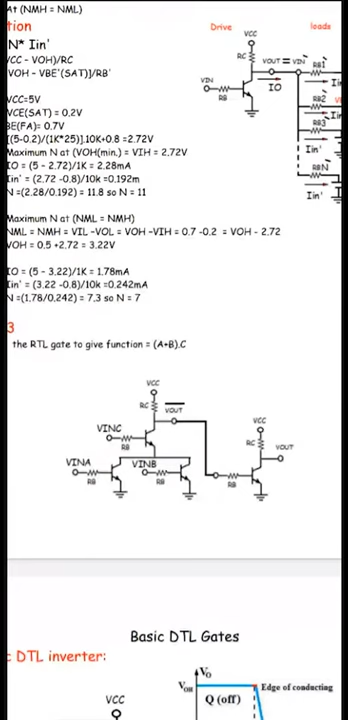 At (NMH = NML)
tion
Drive
loads
N* Iin'
VCC - VOH)/RC
VOH - VBE'(SAT)]/RB'
VCC
RC
VOUT = VIN
VIN
RB
IO
RB1
RB2
RB3
Iin'
RBN
Iin'
VCC=5V
VCE(SAT) = 0,2V
BE(FA)= 0.7V
[(5-0.2)/(1K*25)].10K+0.8 =2.72V
Maximum N at (VOH(min.) = VIH = 2,72V
IO = (5 - 2.72)/1K = 2.28mA
Iin' = (2.72 -0.8)/10k =0.192m
N =(2.28/0.192) = 11.8 so N = 11
Maximum N at (NML = NMH)
NML = NMH = VIL -VOL = VOH -VIH = 0.7 -0.2 = VOH - 2.72
VOH = 0.5 +2.72 = 3.22V
IO = (5 - 3.22)/1K = 1.78mA
Iin' = (3.22 -0.8)/10k =0.242mA
N =(1.78/0.242) = 7.3 so N = 7
3
the RTL gate to give function = (A+B).C
VCC
RC
VOUT
VINC
RB
VINA
RB
VINB
RB
VCC
RC
VOUT
RB
Basic DTL Gates
DTL inverter:
VCC
Vo
VOH
Q (off)
Edge of conducting